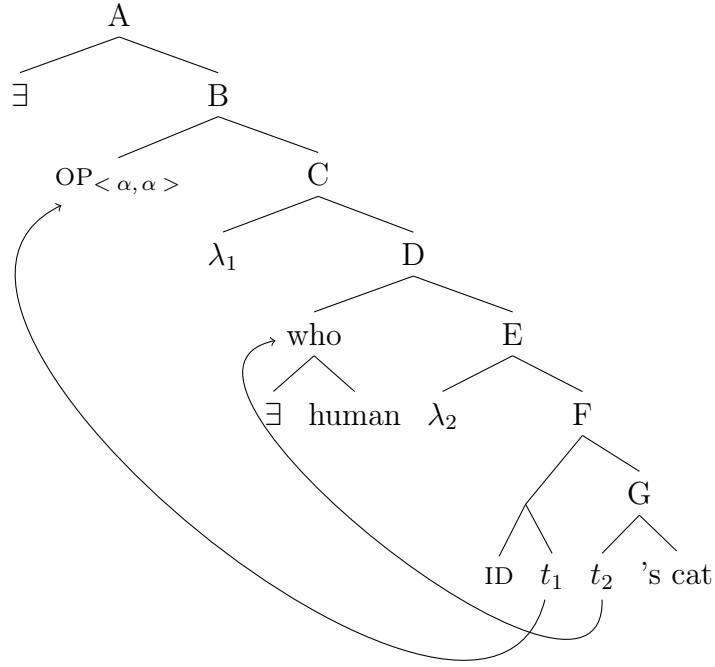 A
∃ B
OP<α,α> C
λ1 D
who E
∃ human λ2 F
G
ID t1 t2 's cat